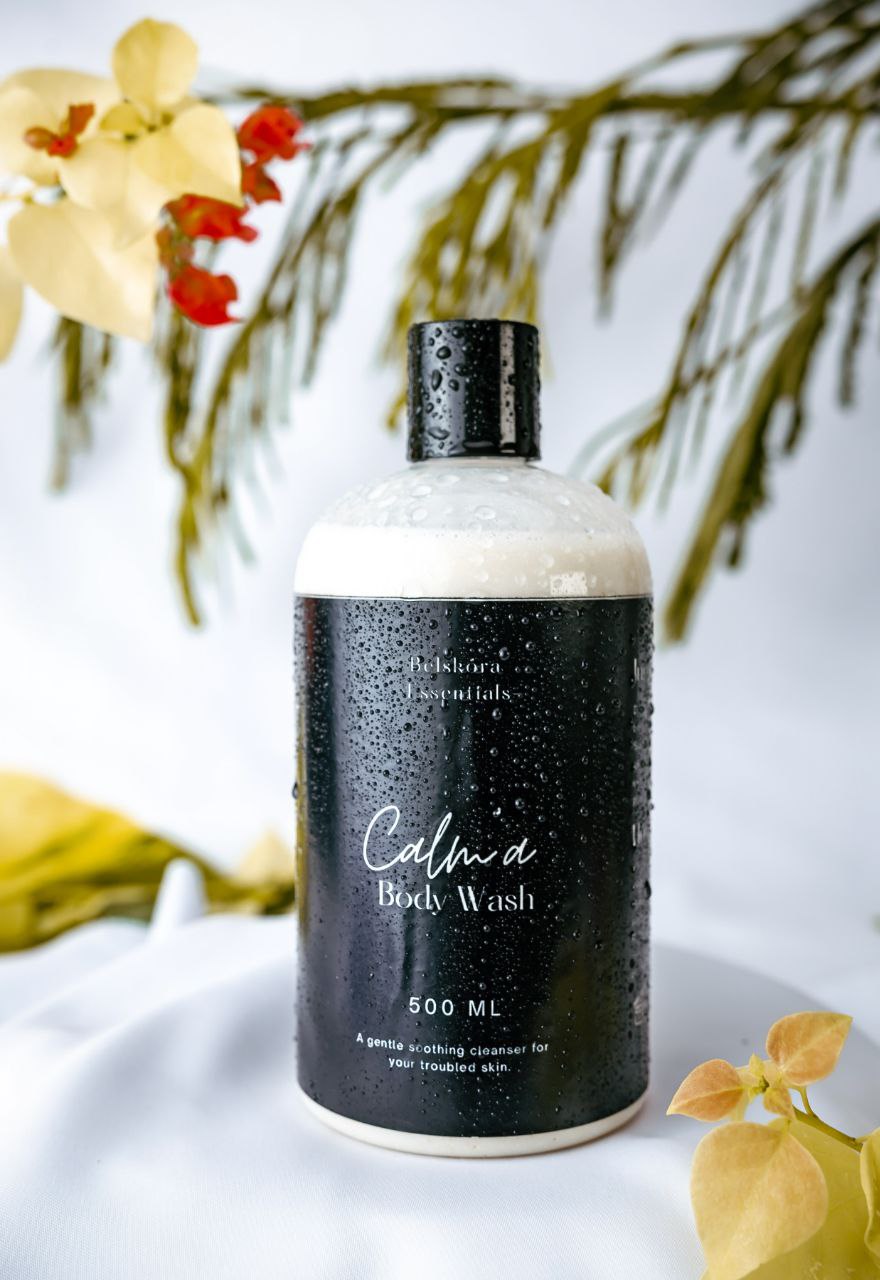 Belskóra
Essentials
Calma
Body Wash
500 ML
A gentle soothing cleanser for
your troubled skin.